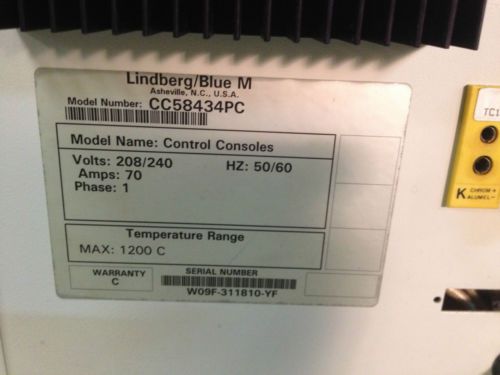 Lindberg/Blue M
Asheville, N.C., U.S.A.
Model Number: CC58434PC
Model Name: Control Consoles
Volts: 208/240 HZ: 50/60
Amps: 70
Phase: 1
Temperature Range
MAX: 1200 C
WARRANTY
C
SERIAL NUMBER
W09F-311810-YF
TC1
K CHROM+
ALUMEL-